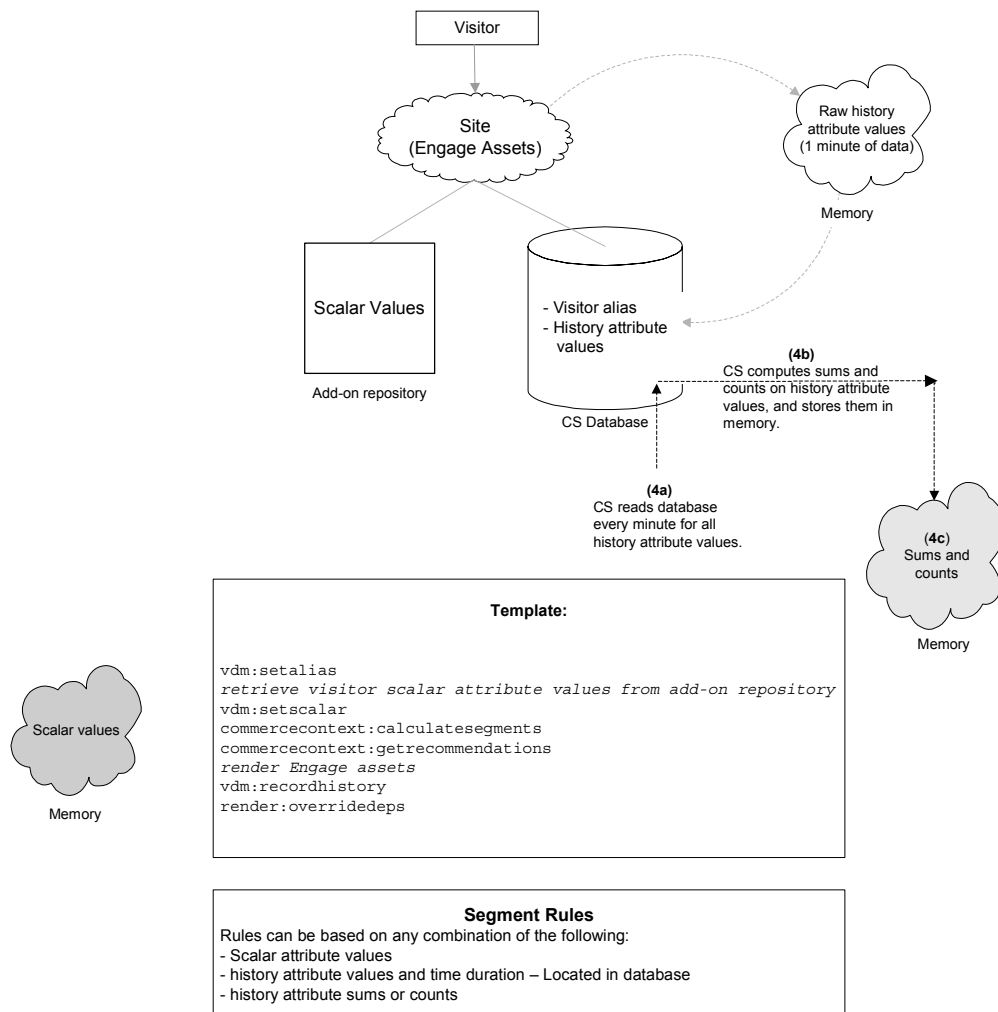 Visitor
Site
(Engage Assets)
Raw history
attribute values
(1 minute of data)
Memory
Scalar Values
Add-on repository
- Visitor alias
- History attribute
values
CS Database
(4b)
CS computes sums and
counts on history attribute
values, and stores them in
memory.
(4a)
CS reads database
every minute for all
history attribute values.
(4c)
Sums and
counts
Memory
Template:
vdm:setalias
retrieve visitor scalar attribute values from add-on repository
vdm:setscalar
commercecontext:calculatesegments
commercecontext:getrecommendations
render Engage assets
vdm:recordhistory
render:overridedeps
Scalar values
Memory
Segment Rules
Rules can be based on any combination of the following:
- Scalar attribute values
- history attribute values and time duration – Located in database
- history attribute sums or counts